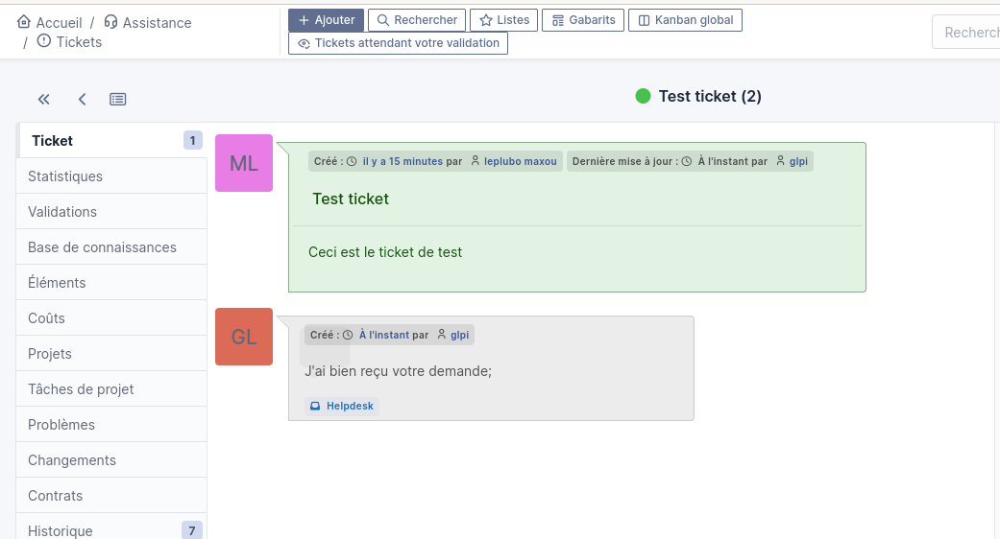 Accueil / Assistance
/ Tickets
Ajouter Rechercher Listes Gabarits Kanban global
Tickets attendant votre validation
Recherch
Test ticket (2)
Ticket 1
Statistiques
Validations
Base de connaissances
Éléments
Coûts
Projets
Tâches de projet
Problèmes
Changements
Contrats
Historique 7
ML
Créé : il y a 15 minutes par leplubo maxou Dernière mise à jour : À l'instant par glpi
Test ticket
Ceci est le ticket de test
GL
Créé : À l'instant par glpi
J'ai bien reçu votre demande;
Helpdesk